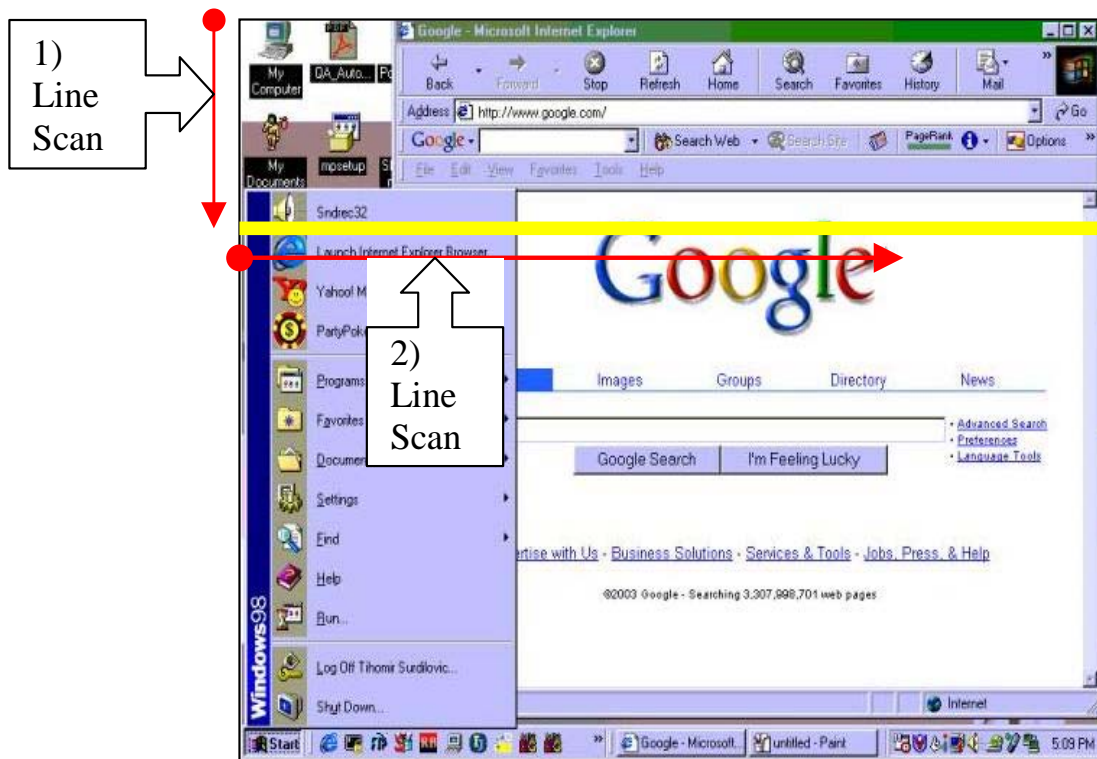 1)
Line
Scan
My
Computer
QA_Auto...
My
Documents
mpsetup
Google - Microsoft Internet Explorer
Back
Forward
Stop
Refresh
Home
Search
Favorites
History
Mail
»
Address http://www.google.com/
Go
Google
Search Web
Search Site
PageRank
Options »
File Edit View Favorites Tools Help
Sndrec32
Launch Internet Explorer Browser
Yahoo! M
PartyPok
Programs
Favorites
Documen
Settings
Find
Help
Run...
Log Off Tihomir Surdilovic...
Shut Down...
Windows98
2)
Line
Scan
Google
Images Groups Directory News
· Advanced Search
· Preferences
· Language Tools
Google Search I'm Feeling Lucky
ertise with Us - Business Solutions - Services & Tools - Jobs, Press, & Help
©2003 Google - Searching 3,307,998,701 web pages
Internet
Start » Google - Microsoft... untitled - Paint 5:09 PM